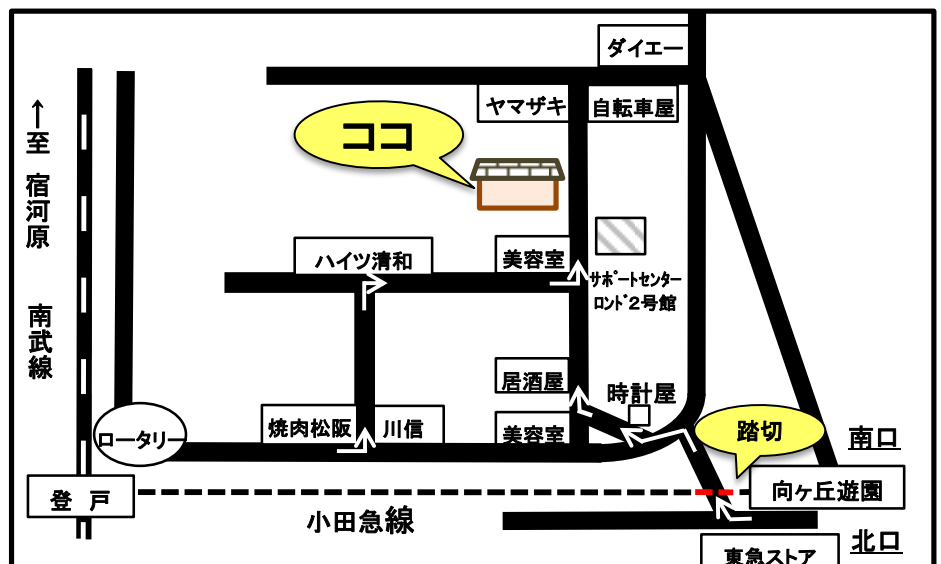 ダイエー
ヤマザキ
自転車屋
ココ
↑至 宿河原 南武線
ハイツ清和
美容室
サポートセンター
ロンド2号館
居酒屋
時計屋
焼肉松阪
川信
美容室
踏切
ロータリー
南口
登 戸
向ヶ丘遊園
小田急線
北口
東急ストア